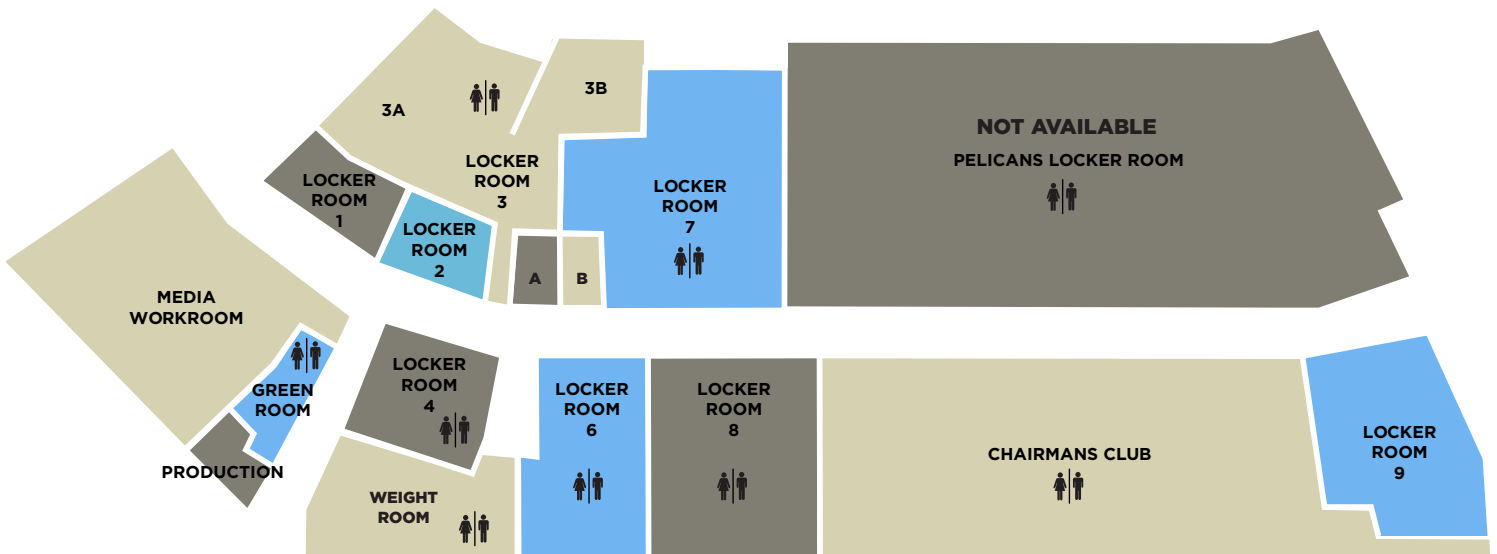 3A
3B
NOT AVAILABLE
PELICANS LOCKER ROOM
LOCKER
ROOM
3
LOCKER
ROOM
1
LOCKER
ROOM
7
LOCKER
ROOM
2
A
B
MEDIA
WORKROOM
GREEN
ROOM
PRODUCTION
LOCKER
ROOM
4
LOCKER
ROOM
6
LOCKER
ROOM
8
CHAIRMANS CLUB
LOCKER
ROOM
9
WEIGHT
ROOM